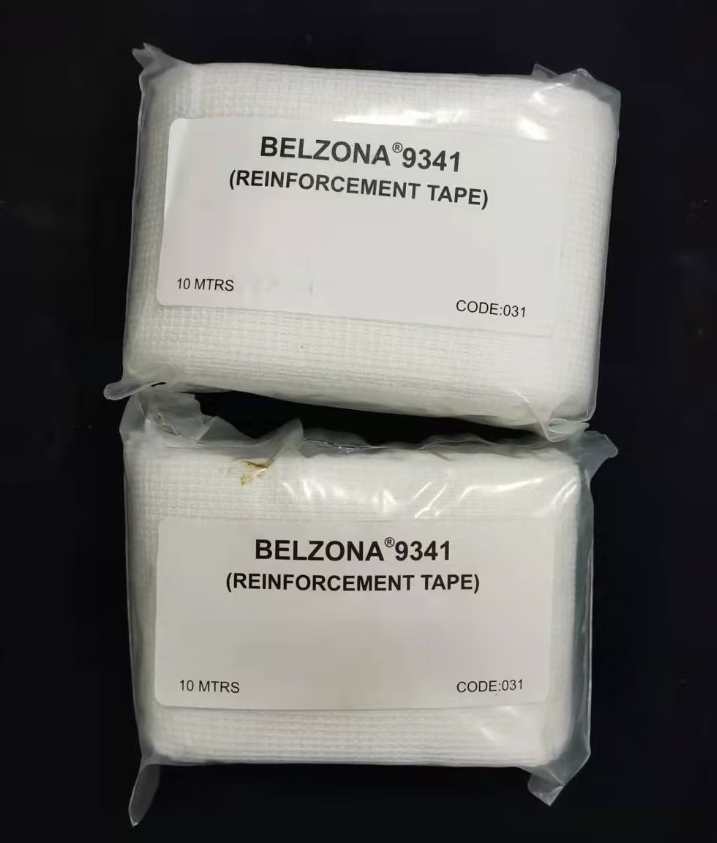 BELZONA®9341
(REINFORCEMENT TAPE)
10 MTRS
CODE:031
BELZONA®9341
(REINFORCEMENT TAPE)
10 MTRS
CODE:031